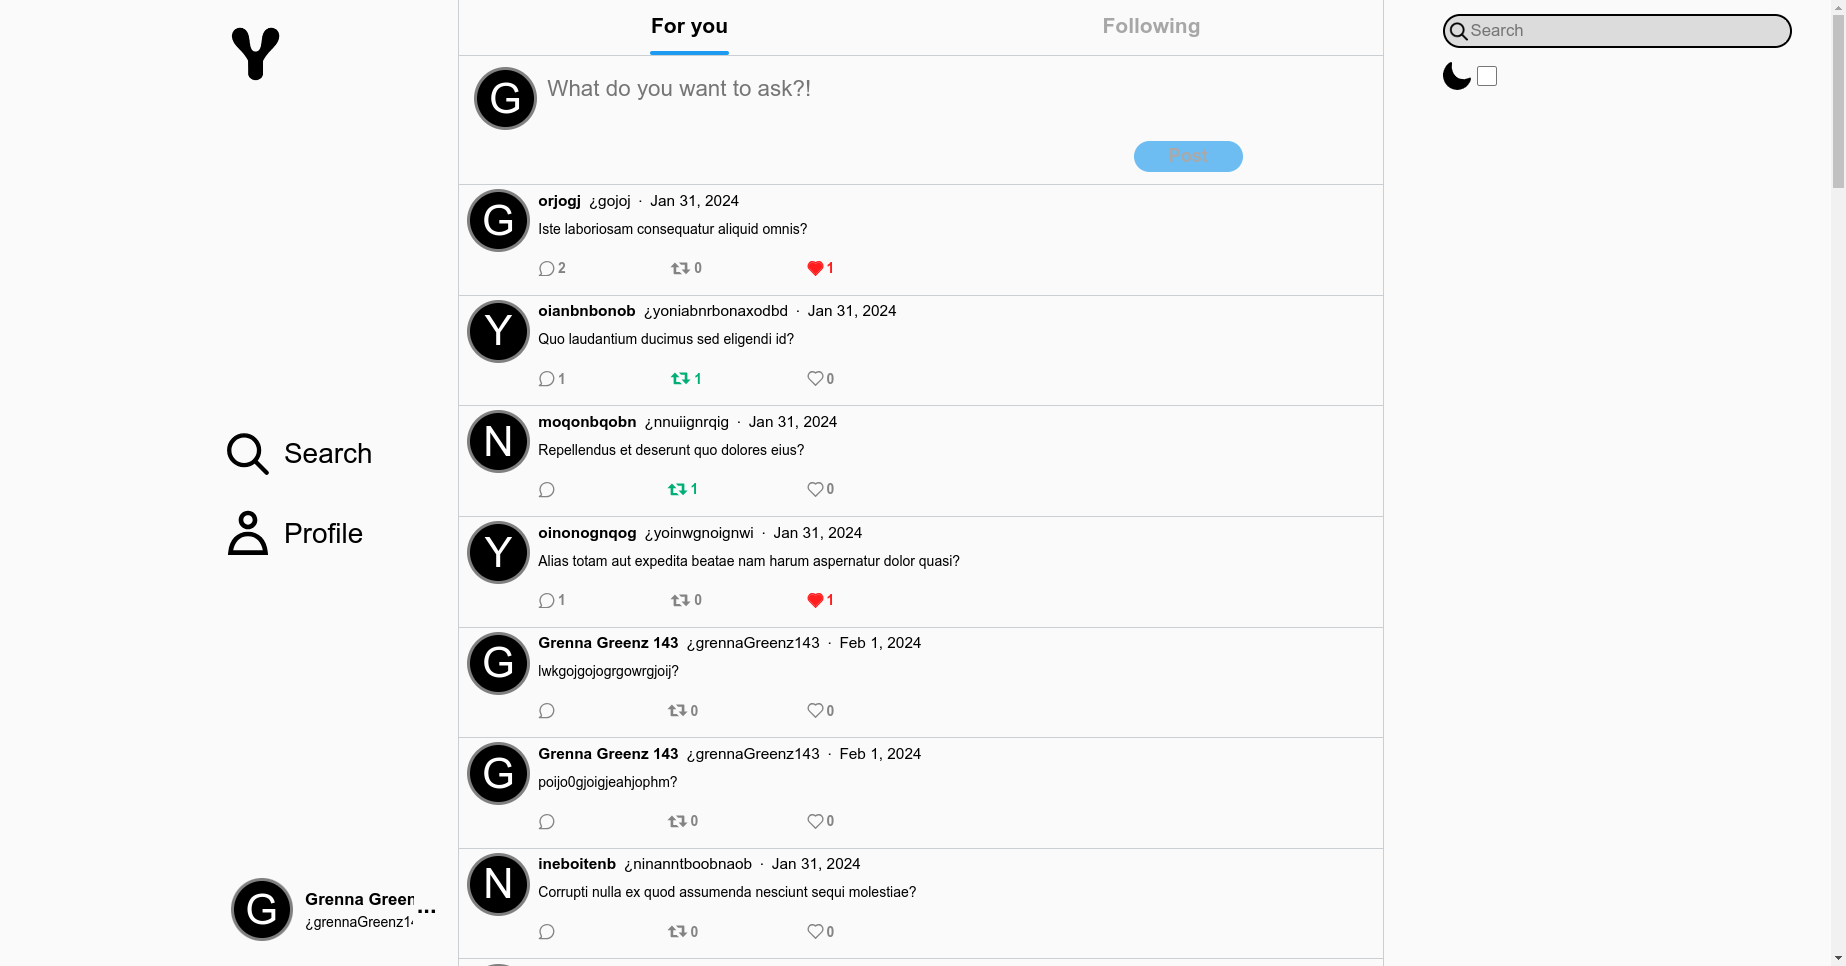 Y
Search
Profile
G
Grenna Green
¿grennaGreenz14
...
For you
Following
G
What do you want to ask?!
Post
G
orjogj ¿gojoj · Jan 31, 2024
Iste laboriosam consequatur aliquid omnis?
2 0 1
Y
oianbnbonob ¿yoniabnrbonaxodbd · Jan 31, 2024
Quo laudantium ducimus sed eligendi id?
1 1 0
N
moqonbqobn ¿nnuiignrqig · Jan 31, 2024
Repellendus et deserunt quo dolores eius?
1 0
Y
oinonognqog ¿yoinwgnoignwi · Jan 31, 2024
Alias totam aut expedita beatae nam harum aspernatur dolor quasi?
1 0 1
G
Grenna Greenz 143 ¿grennaGreenz143 · Feb 1, 2024
lwkgojgojogrgowrgjoij?
0 0
G
Grenna Greenz 143 ¿grennaGreenz143 · Feb 1, 2024
poijo0gjoigjeahjophm?
0 0
N
ineboitenb ¿ninanntboobnaob · Jan 31, 2024
Corrupti nulla ex quod assumenda nesciunt sequi molestiae?
0 0
Search